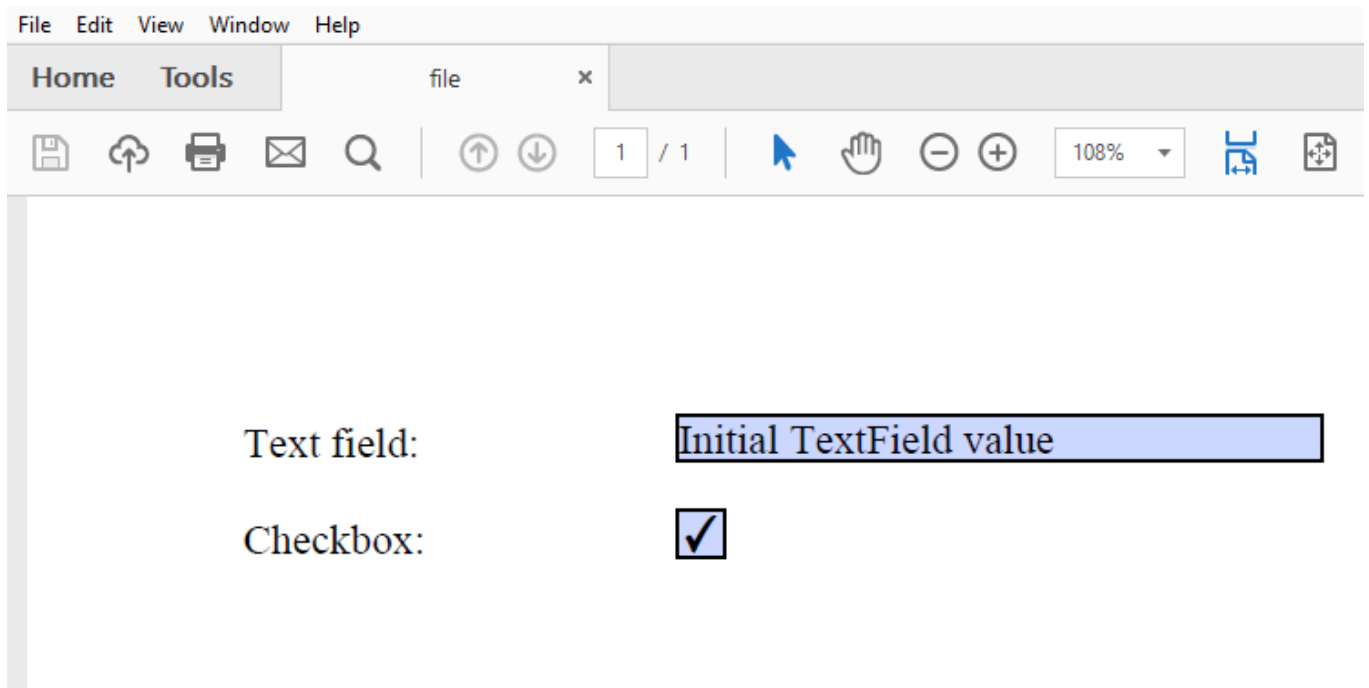 File Edit View Window Help
Home Tools file ×
1 / 1 108%
Text field: Initial TextField value
Checkbox: ✓